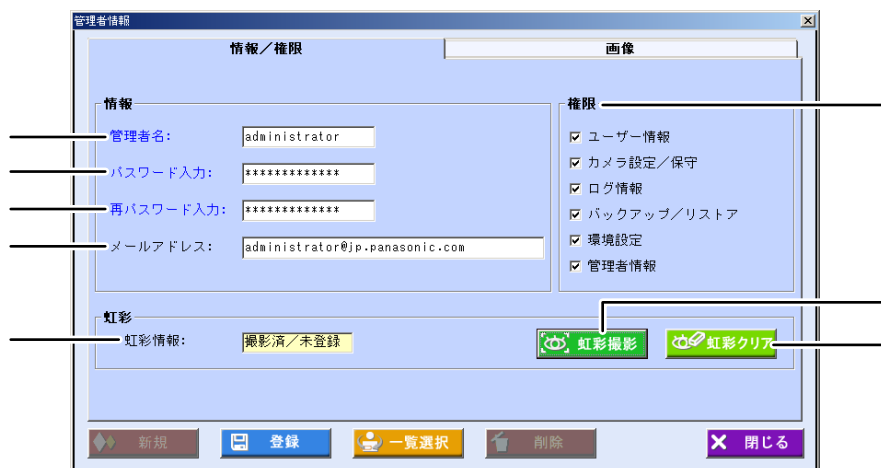 管理者情報
情報／権限
画像
情報
管理者名:
administrator
パスワード入力:
*************
再パスワード入力:
*************
メールアドレス:
administrator@jp.panasonic.com
権限
ユーザー情報
カメラ設定／保守
ログ情報
バックアップ／リストア
環境設定
管理者情報
虹彩
虹彩情報:
撮影済／未登録
虹彩撮影
虹彩クリア
新規
登録
一覧選択
削除
閉じる